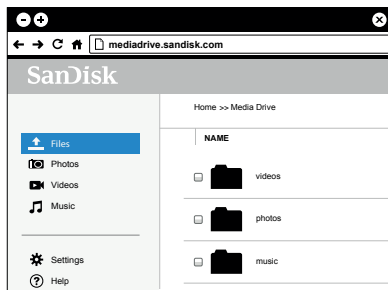 mediadrive.sandisk.com
SanDisk
Home >> Media Drive
NAME
Files
Photos
Videos
Music
Settings
Help
videos
photos
music